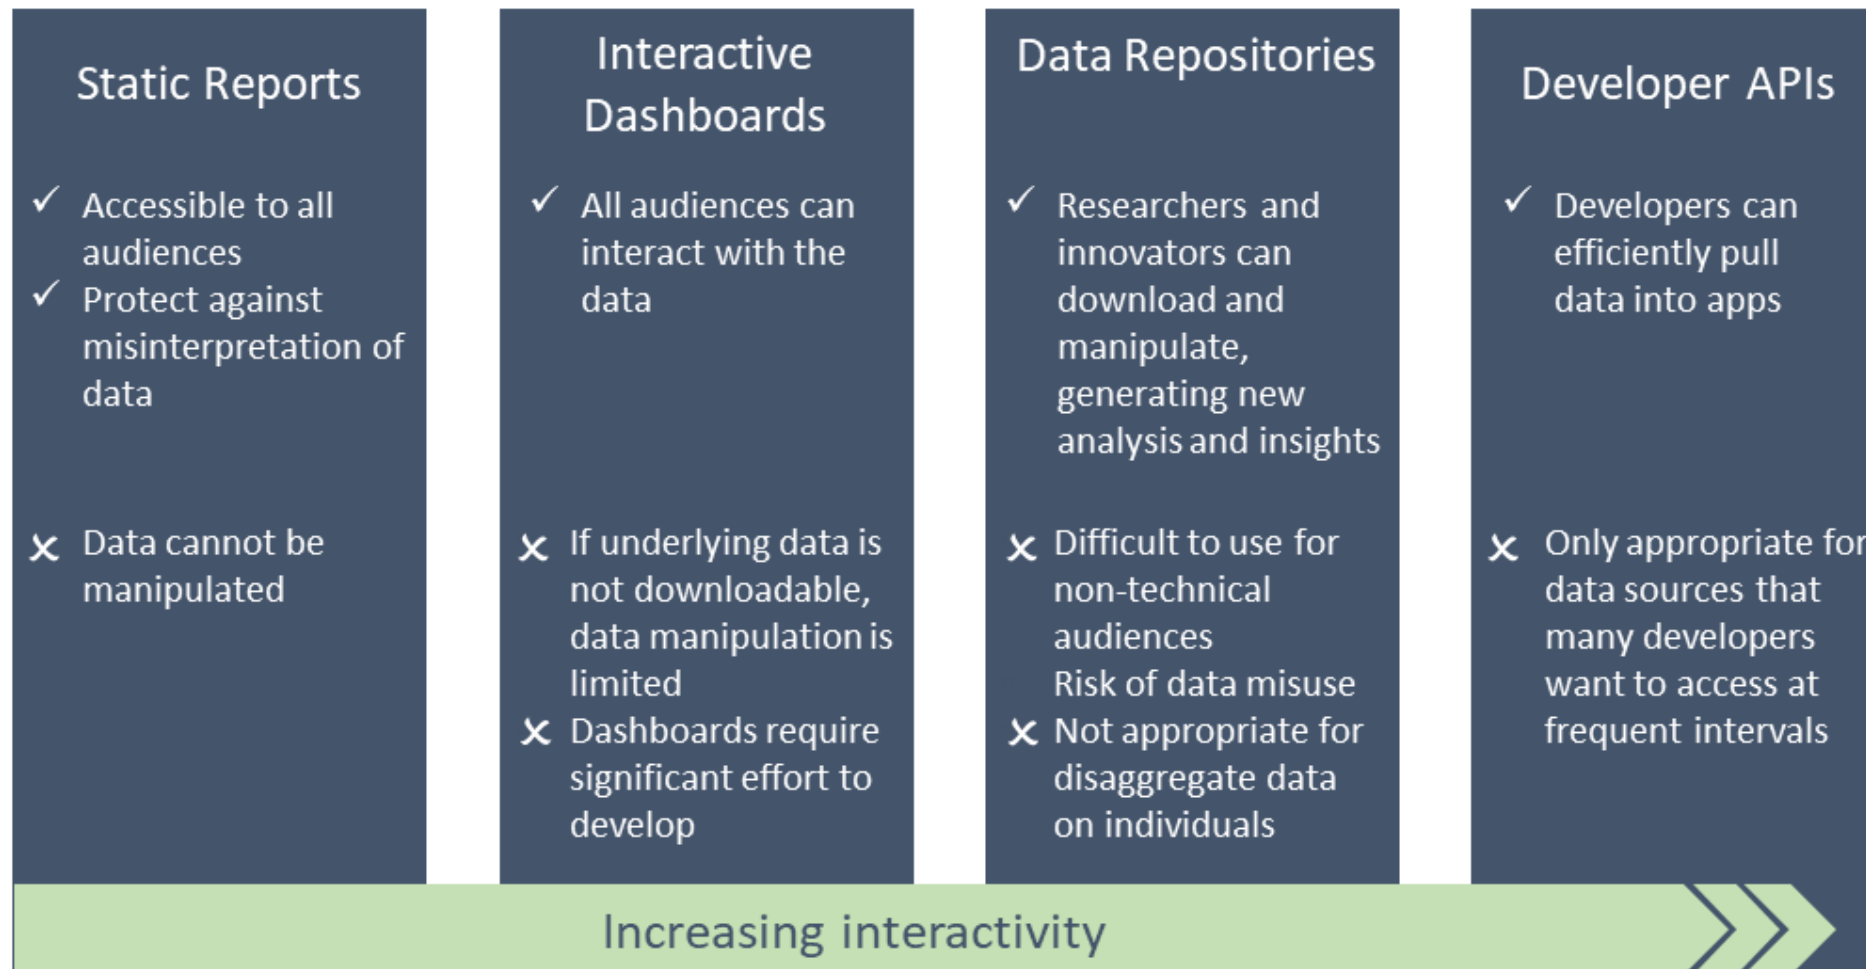 Static Reports
✓ Accessible to all
audiences
✓ Protect against
misinterpretation of
data
✗ Data cannot be
manipulated
Interactive
Dashboards
✓ All audiences can
interact with the
data
✗ If underlying data is
not downloadable,
data manipulation is
limited
✗ Dashboards require
significant effort to
develop
Data Repositories
✓ Researchers and
innovators can
download and
manipulate,
generating new
analysis and insights
✗ Difficult to use for
non-technical
audiences
Risk of data misuse
✗ Not appropriate for
disaggregate data
on individuals
Developer APIs
✓ Developers can
efficiently pull
data into apps
✗ Only appropriate for
data sources that
many developers
want to access at
frequent intervals
Increasing interactivity